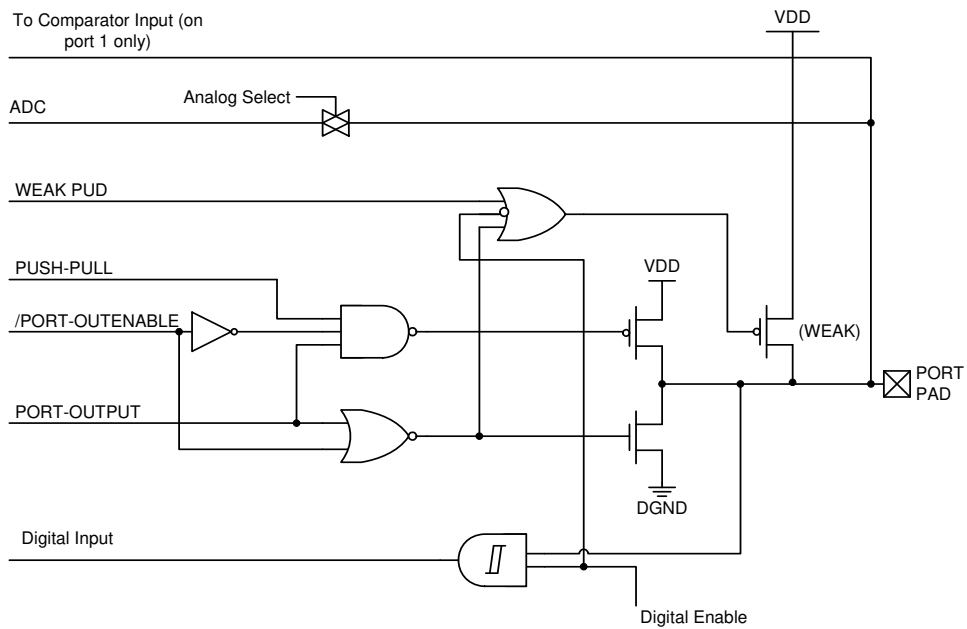 To Comparator Input (on
port 1 only)
VDD
Analog Select
ADC
WEAK PUD
PUSH-PULL
VDD
/PORT-OUTENABLE
(WEAK)
PORT
PAD
PORT-OUTPUT
DGND
Digital Input
Digital Enable